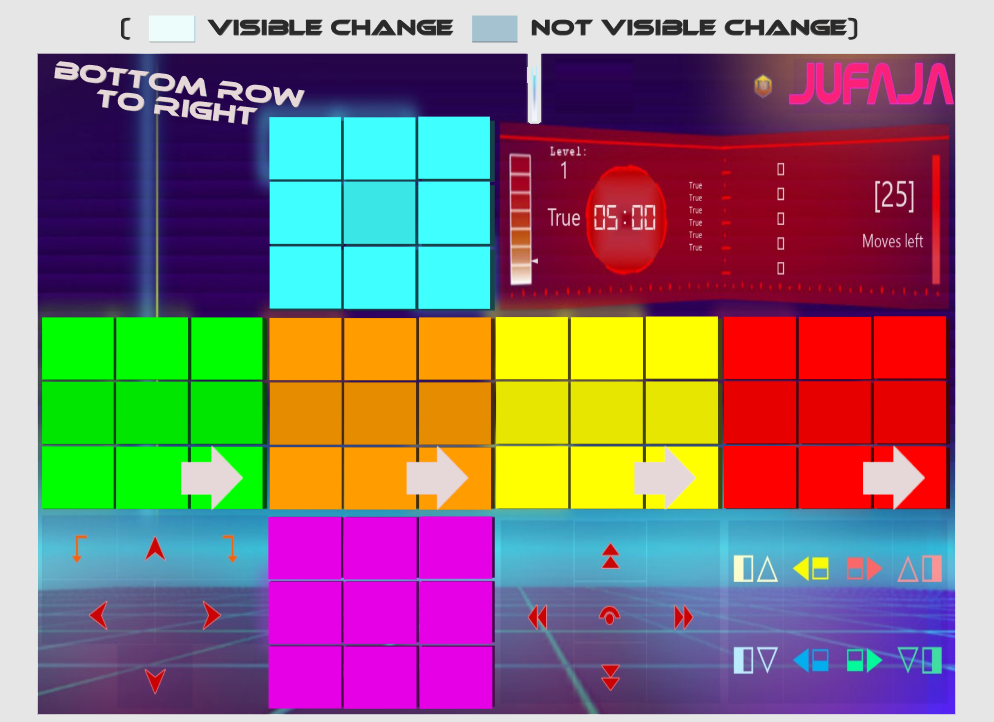 ( VISIBLE CHANGE NOT VISIBLE CHANGE)
BOTTOM ROW
TO RIGHT
JUFAJA
Level:
1
True
05:00
True
True
True
True
True
True
[25]
Moves left